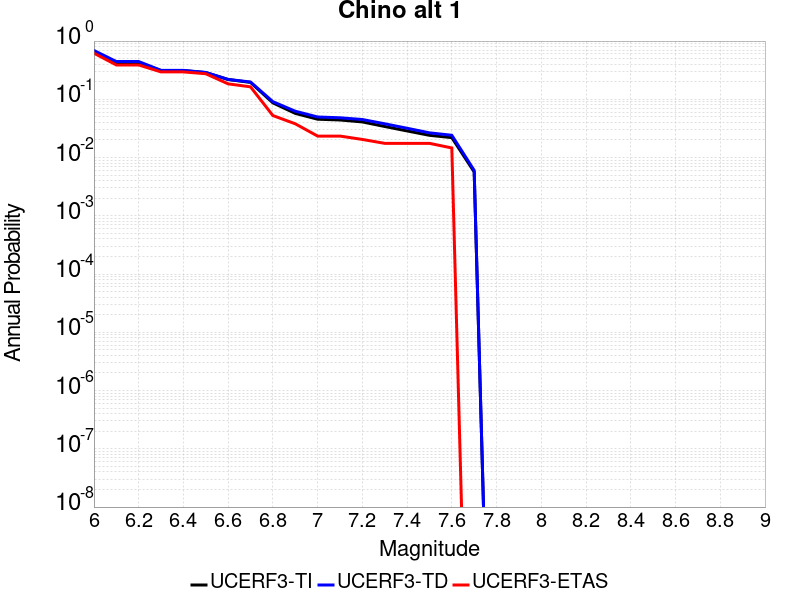 Chino alt 1
Annual Probability
10^0
10^-1
10^-2
10^-3
10^-4
10^-5
10^-6
10^-7
10^-8
6 6.2 6.4 6.6 6.8 7 7.2 7.4 7.6 7.8 8 8.2 8.4 8.6 8.8 9
Magnitude
UCERF3-TI UCERF3-TD UCERF3-ETAS